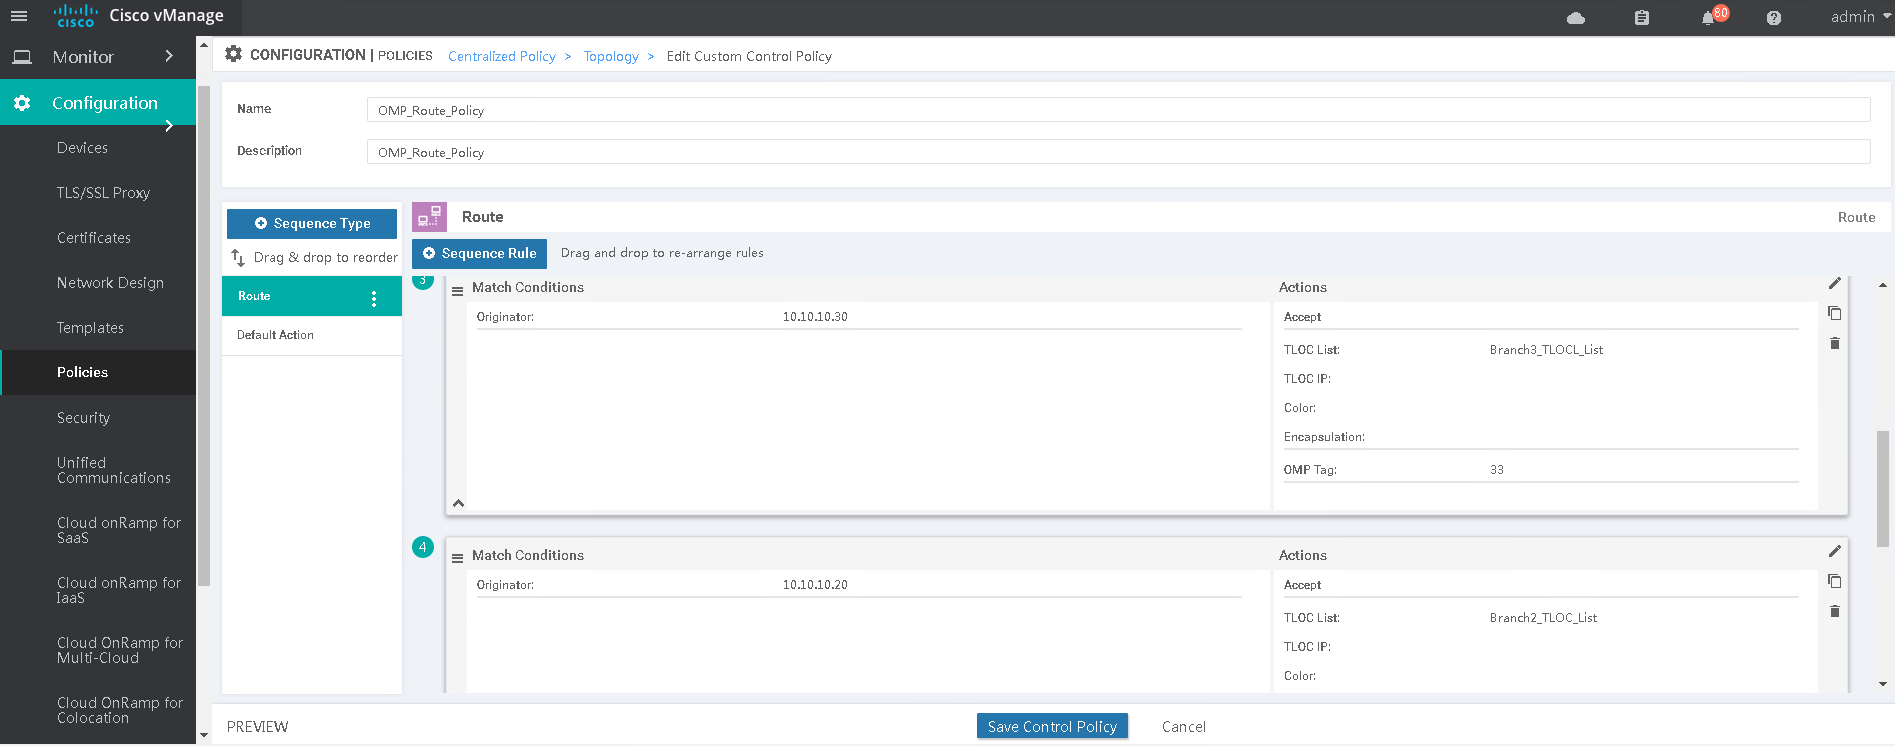 cisco
Cisco vManage
80
admin
Monitor
Configuration
Devices
TLS/SSL Proxy
Certificates
Network Design
Templates
Policies
Security
Unified
Communications
Cloud onRamp for
SaaS
Cloud onRamp for
IaaS
Cloud OnRamp for
Multi-Cloud
Cloud OnRamp for
Colocation
CONFIGURATION | POLICIES Centralized Policy > Topology > Edit Custom Control Policy
Name OMP_Route_Policy
Description OMP_Route_Policy
Sequence Type
Drag & drop to reorder
Route
Default Action
Route Route
Sequence Rule Drag and drop to re-arrange rules
3 Match Conditions Actions
Originator: 10.10.10.30 Accept
TLOC List: Branch3_TLOCL_List
TLOC IP:
Color:
Encapsulation:
OMP Tag: 33
4 Match Conditions Actions
Originator: 10.10.10.20 Accept
TLOC List: Branch2_TLOC_List
TLOC IP:
Color:
PREVIEW Save Control Policy Cancel